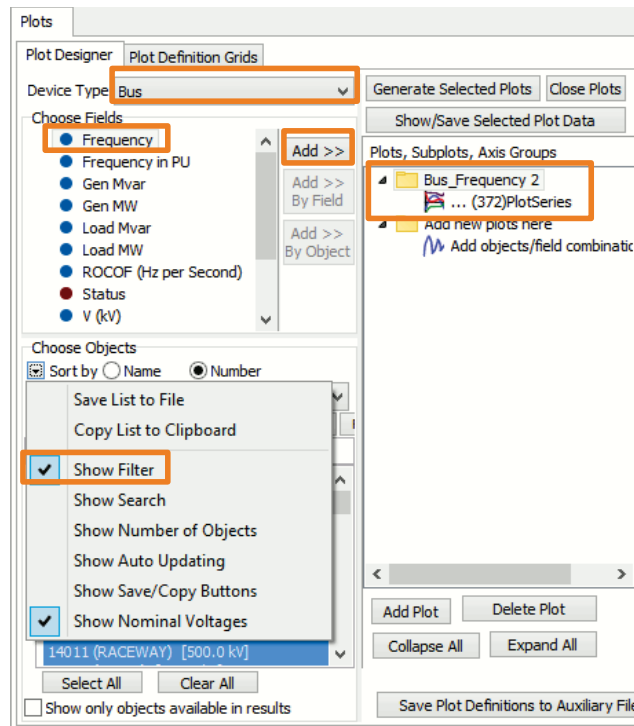 Plots
Plot Designer
Plot Definition Grids
Device Type Bus
Choose Fields
Frequency
Frequency in PU
Gen Mvar
Gen MW
Load Mvar
Load MW
ROCOF (Hz per Second)
Status
V (kV)
Add >>
Add >>
By Field
Add >>
By Object
Choose Objects
Sort by Name Number
Save List to File
Copy List to Clipboard
Show Filter
Show Search
Show Number of Objects
Show Auto Updating
Show Save/Copy Buttons
Show Nominal Voltages
14011 (RACEWAY) [500.0 kV]
Select All
Clear All
Show only objects available in results
Generate Selected Plots
Close Plots
Show/Save Selected Plot Data
Plots, Subplots, Axis Groups
Bus_Frequency 2
... (372)PlotSeries
Add new plots here
Add objects/field combinatic
Add Plot
Delete Plot
Collapse All
Expand All
Save Plot Definitions to Auxiliary File